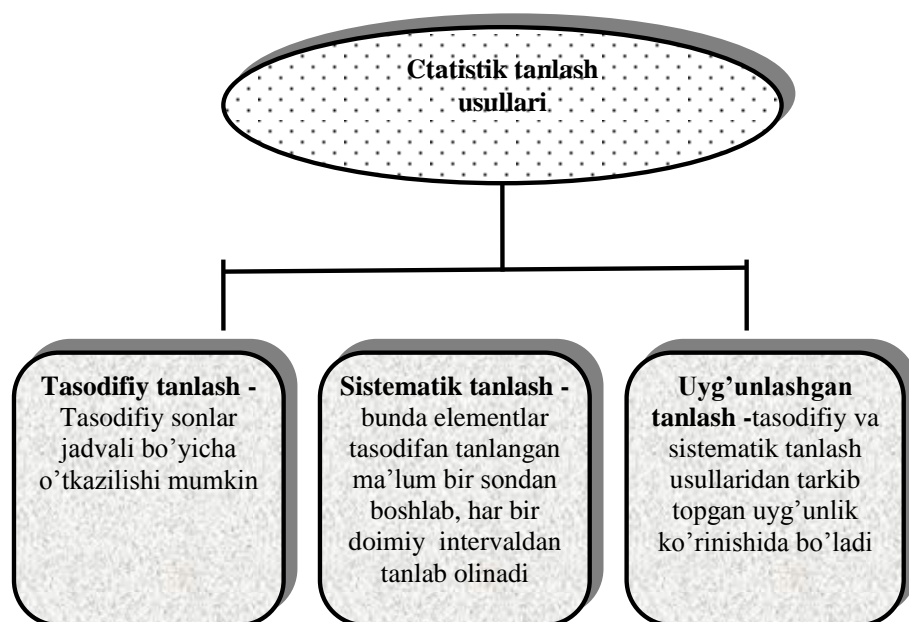 Ctatistik tanlash
usullari
Tasodifiy tanlash -
Tasodifiy sonlar
jadvali bo’yicha
o’tkazilishi mumkin
Sistematik tanlash -
bunda elementlar
tasodifan tanlangan
ma’lum bir sondan
boshlab, har bir
doimiy intervaldan
tanlab olinadi
Uyg’unlashgan
tanlash -tasodifiy va
sistematik tanlash
usullaridan tarkib
topgan uyg’unlik
ko’rinishida bo’ladi